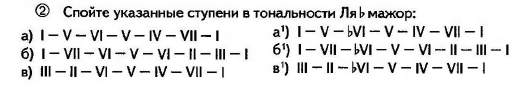 ② Спойте указанные ступени в тональности Ля♭мажор:
а) I – V – VI – V – IV – VII – I
а¹) I – V – ♭VI – V – IV – VII – I
б) I – VII – VI – V – VI – II – III – I
б¹) I – VII – ♭VI – V – VI – II – III – I
в) III – II – VI – V – IV – VII – I
в¹) III – II – ♭VI – V – IV – VII – I